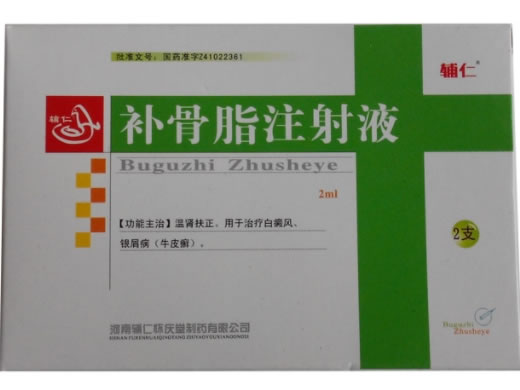 批准文号:国药准字Z41022361
辅仁®
辅仁
补骨脂注射液
Buguzhi Zhusheye
2ml
【功能主治】温肾扶正。用于治疗白癜风、
银屑病(牛皮癣)。
2支
河南辅仁怀庆堂制药有限公司
Buguzhi
Zhusheye